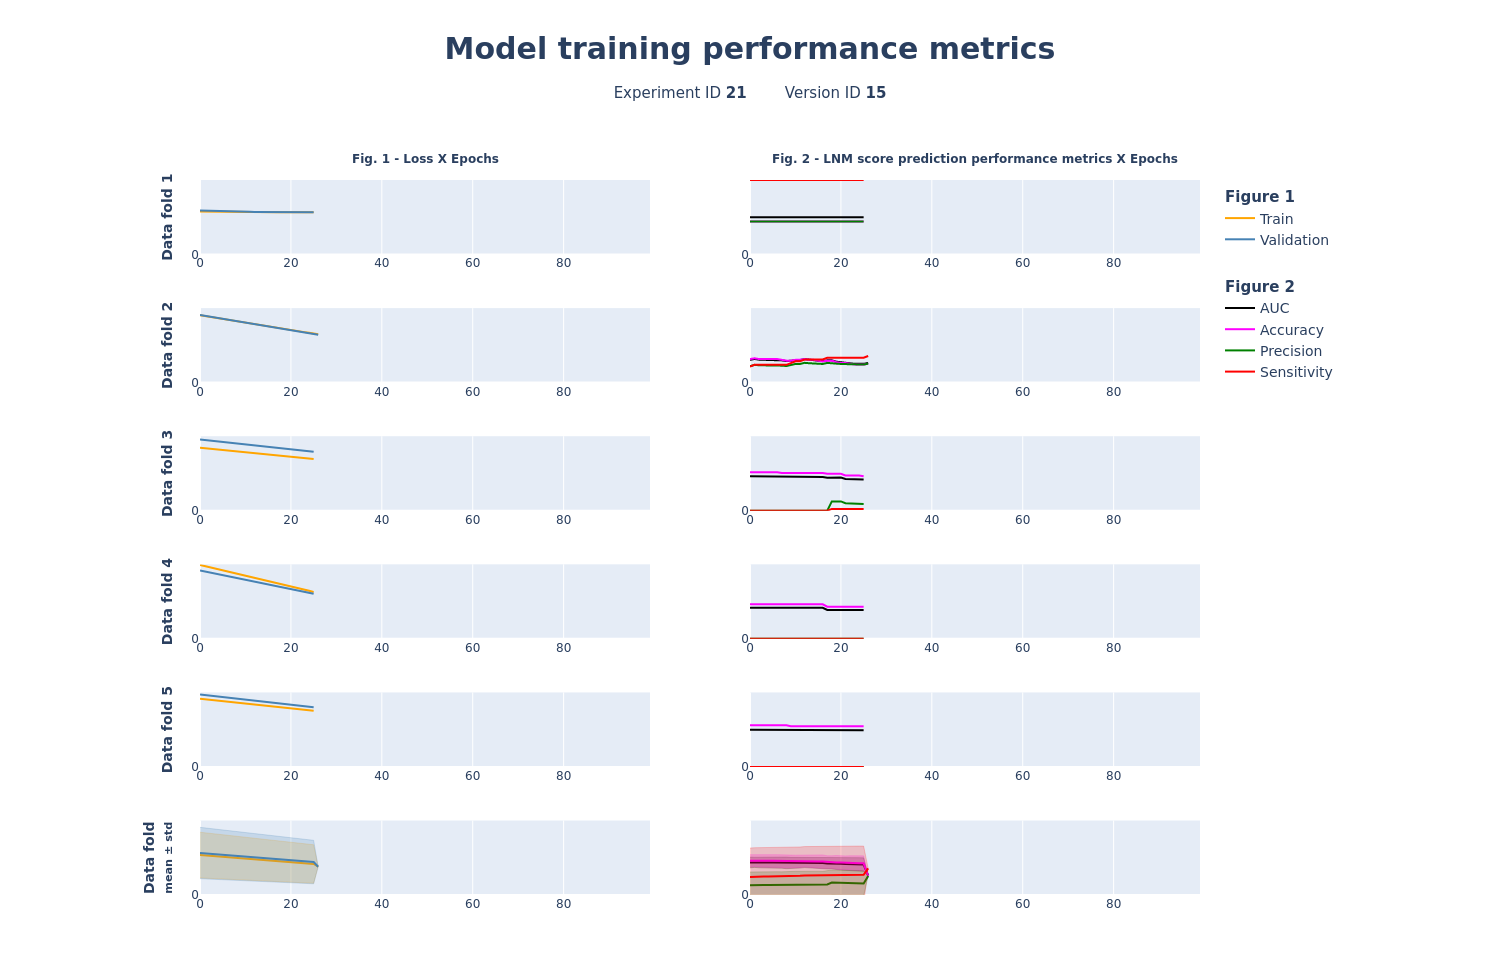 Model training performance metrics
Experiment ID 21 Version ID 15
Fig. 1 - Loss X Epochs
Fig. 2 - LNM score prediction performance metrics X Epochs
Data fold 1
0
0 20 40 60 80
0
0 20 40 60 80
Data fold 2
0
0 20 40 60 80
0
0 20 40 60 80
Data fold 3
0
0 20 40 60 80
0
0 20 40 60 80
Data fold 4
0
0 20 40 60 80
0
0 20 40 60 80
Data fold 5
0
0 20 40 60 80
0
0 20 40 60 80
Data fold
mean ± std
0
0 20 40 60 80
0
0 20 40 60 80
Figure 1
Train
Validation
Figure 2
AUC
Accuracy
Precision
Sensitivity